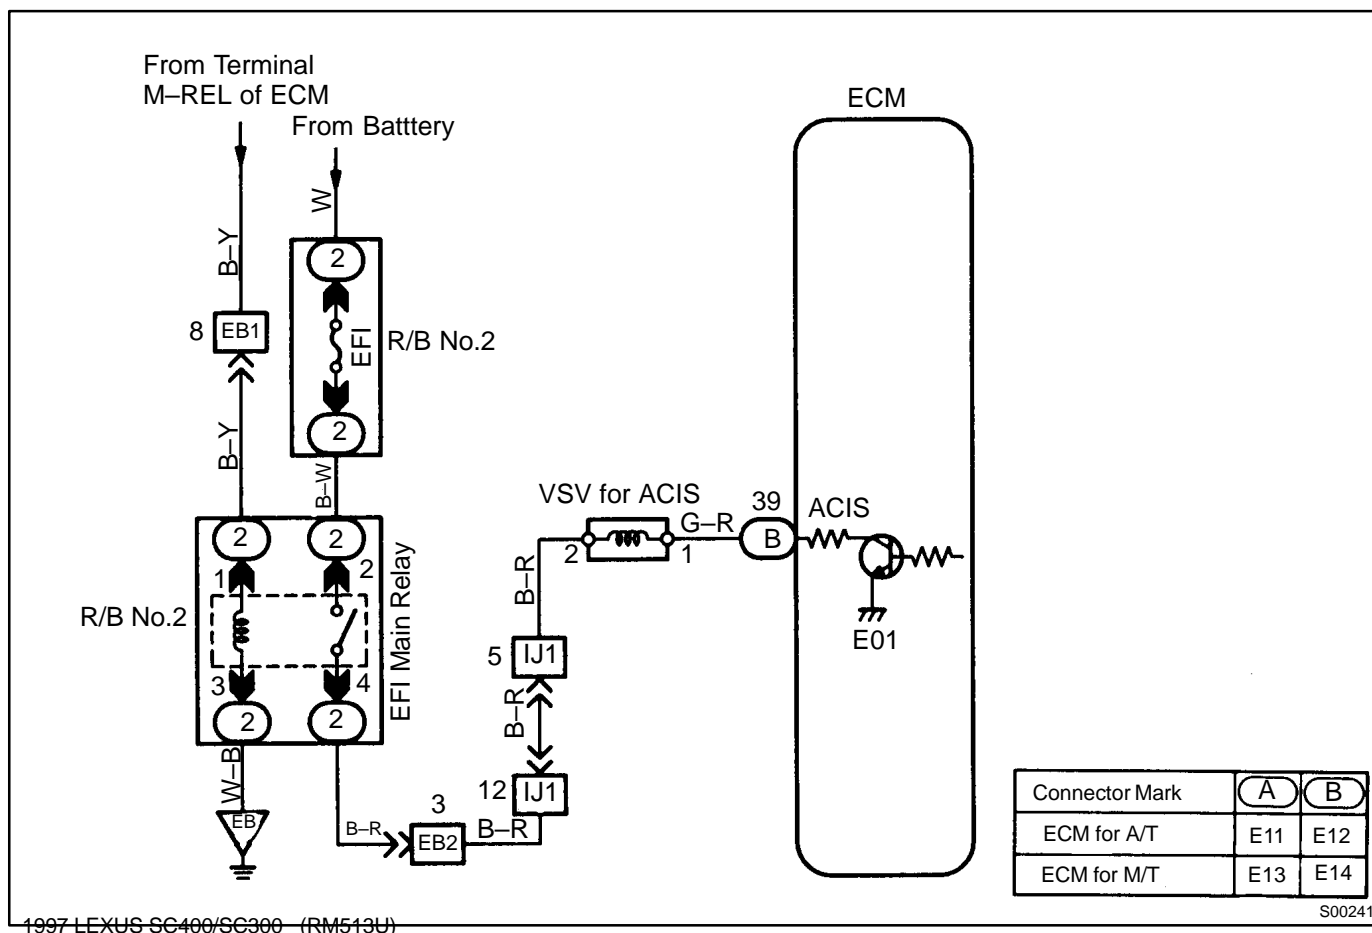 From Terminal
M–REL of ECM
From Batttery
ECM
W
B–Y
2
8 EB1
EFI
R/B No.2
B–Y
2
B–W
VSV for ACIS
39
ACIS
2
2
G–R
B
2
1
1
2
B–R
R/B No.2
EFI Main Relay
E01
5 IJ1
3
4
B–R
2
2
W–B
12 IJ1
Connector Mark A B
EB
B–R
3
EB2
B–R
ECM for A/T E11 E12
ECM for M/T E13 E14
S00241
1997 LEXUS SC400/SC300 (RM513U)